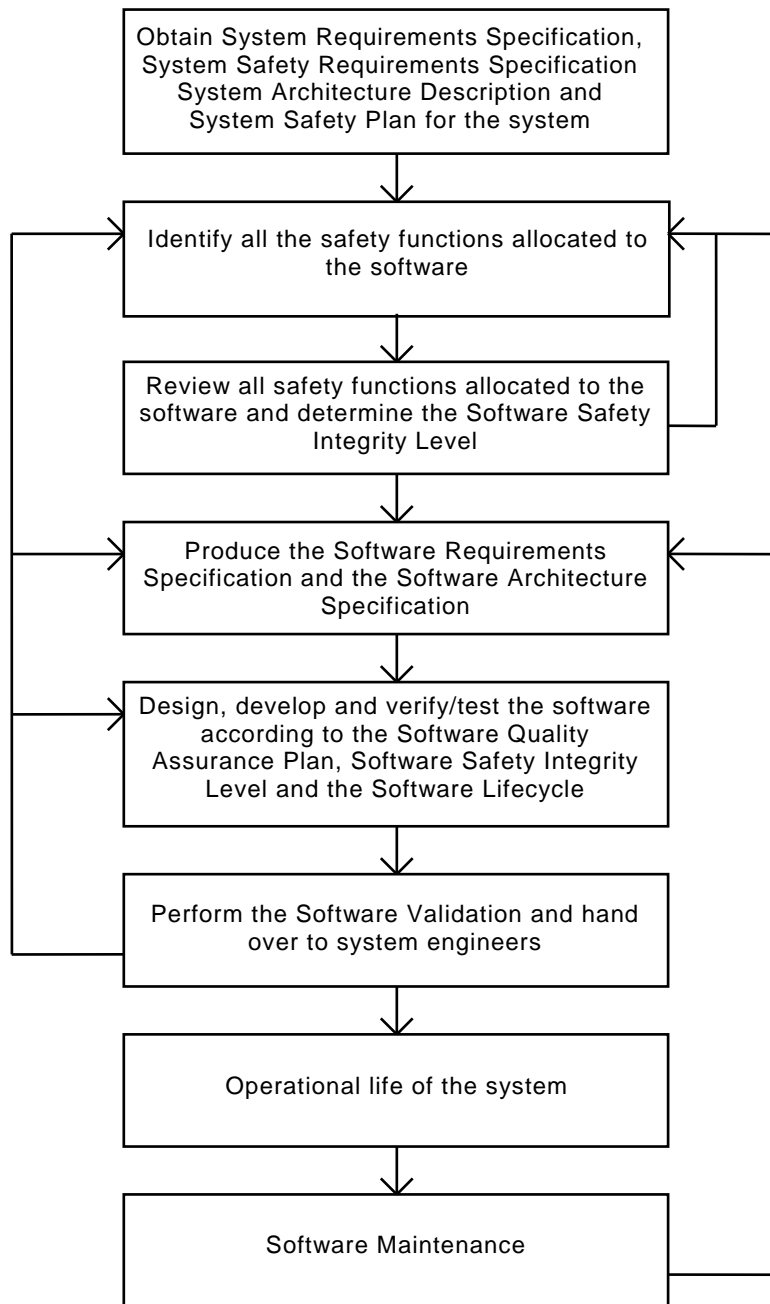 Obtain System Requirements Specification,
System Safety Requirements Specification
System Architecture Description and
System Safety Plan for the system
Identify all the safety functions allocated to
the software
Review all safety functions allocated to the
software and determine the Software Safety
Integrity Level
Produce the Software Requirements
Specification and the Software Architecture
Specification
Design, develop and verify/test the software
according to the Software Quality
Assurance Plan, Software Safety Integrity
Level and the Software Lifecycle
Perform the Software Validation and hand
over to system engineers
Operational life of the system
Software Maintenance